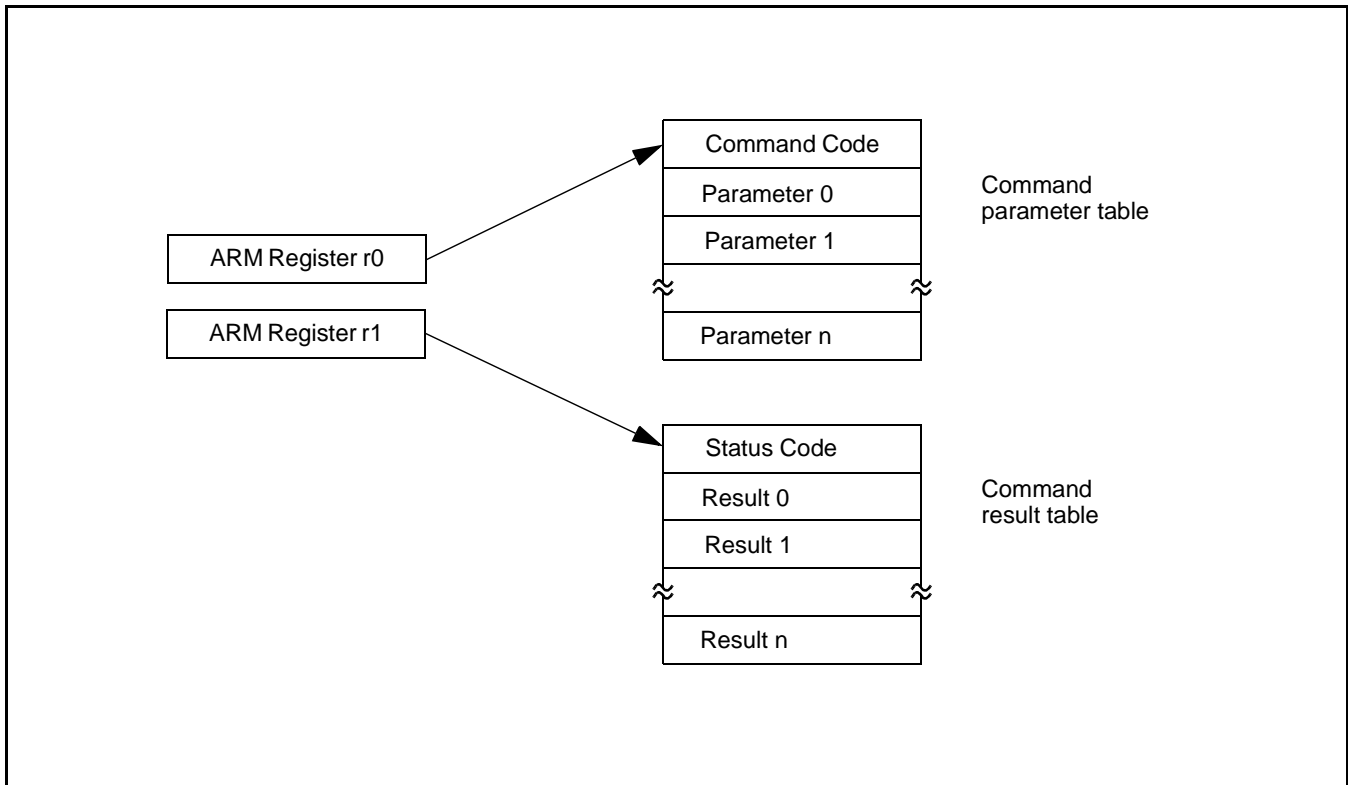 Command Code
Parameter 0
Parameter 1
Parameter n
Command
parameter table
ARM Register r0
ARM Register r1
Status Code
Result 0
Result 1
Result n
Command
result table